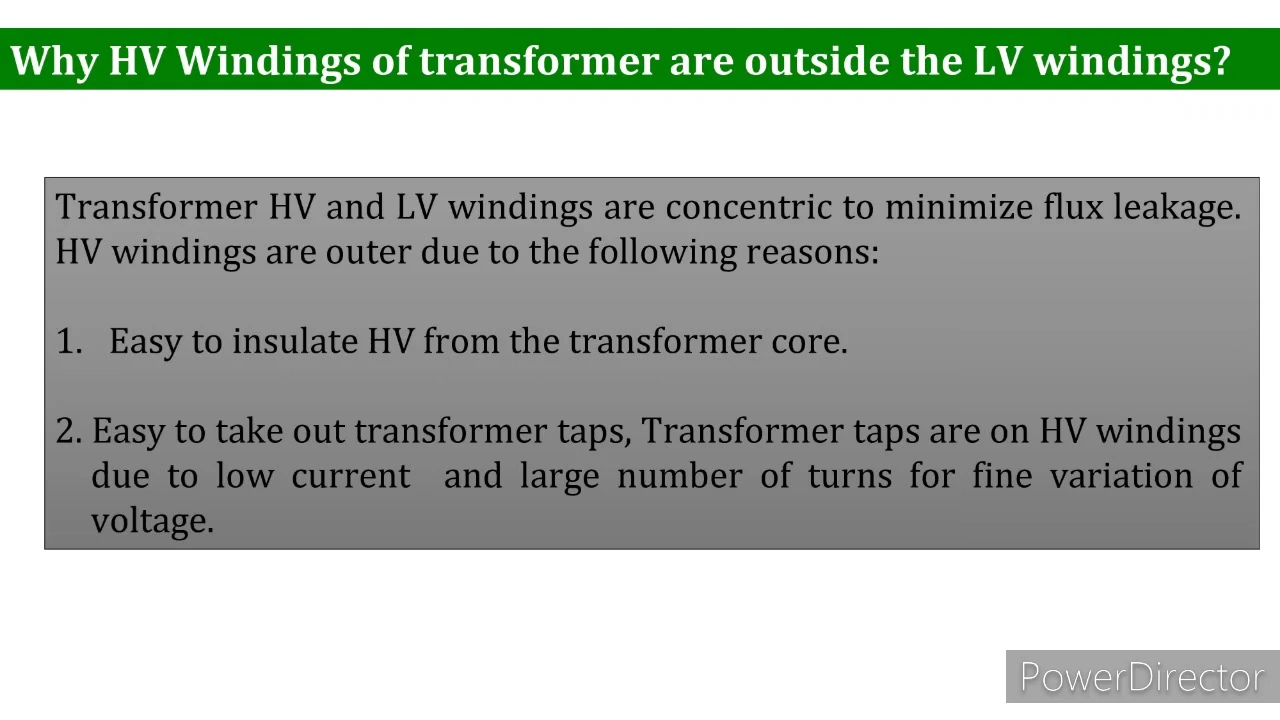 Why HV Windings of transformer are outside the LV windings?
Transformer HV and LV windings are concentric to minimize flux leakage.
HV windings are outer due to the following reasons:
1. Easy to insulate HV from the transformer core.
2. Easy to take out transformer taps, Transformer taps are on HV windings
due to low current and large number of turns for fine variation of
voltage.
PowerDirector